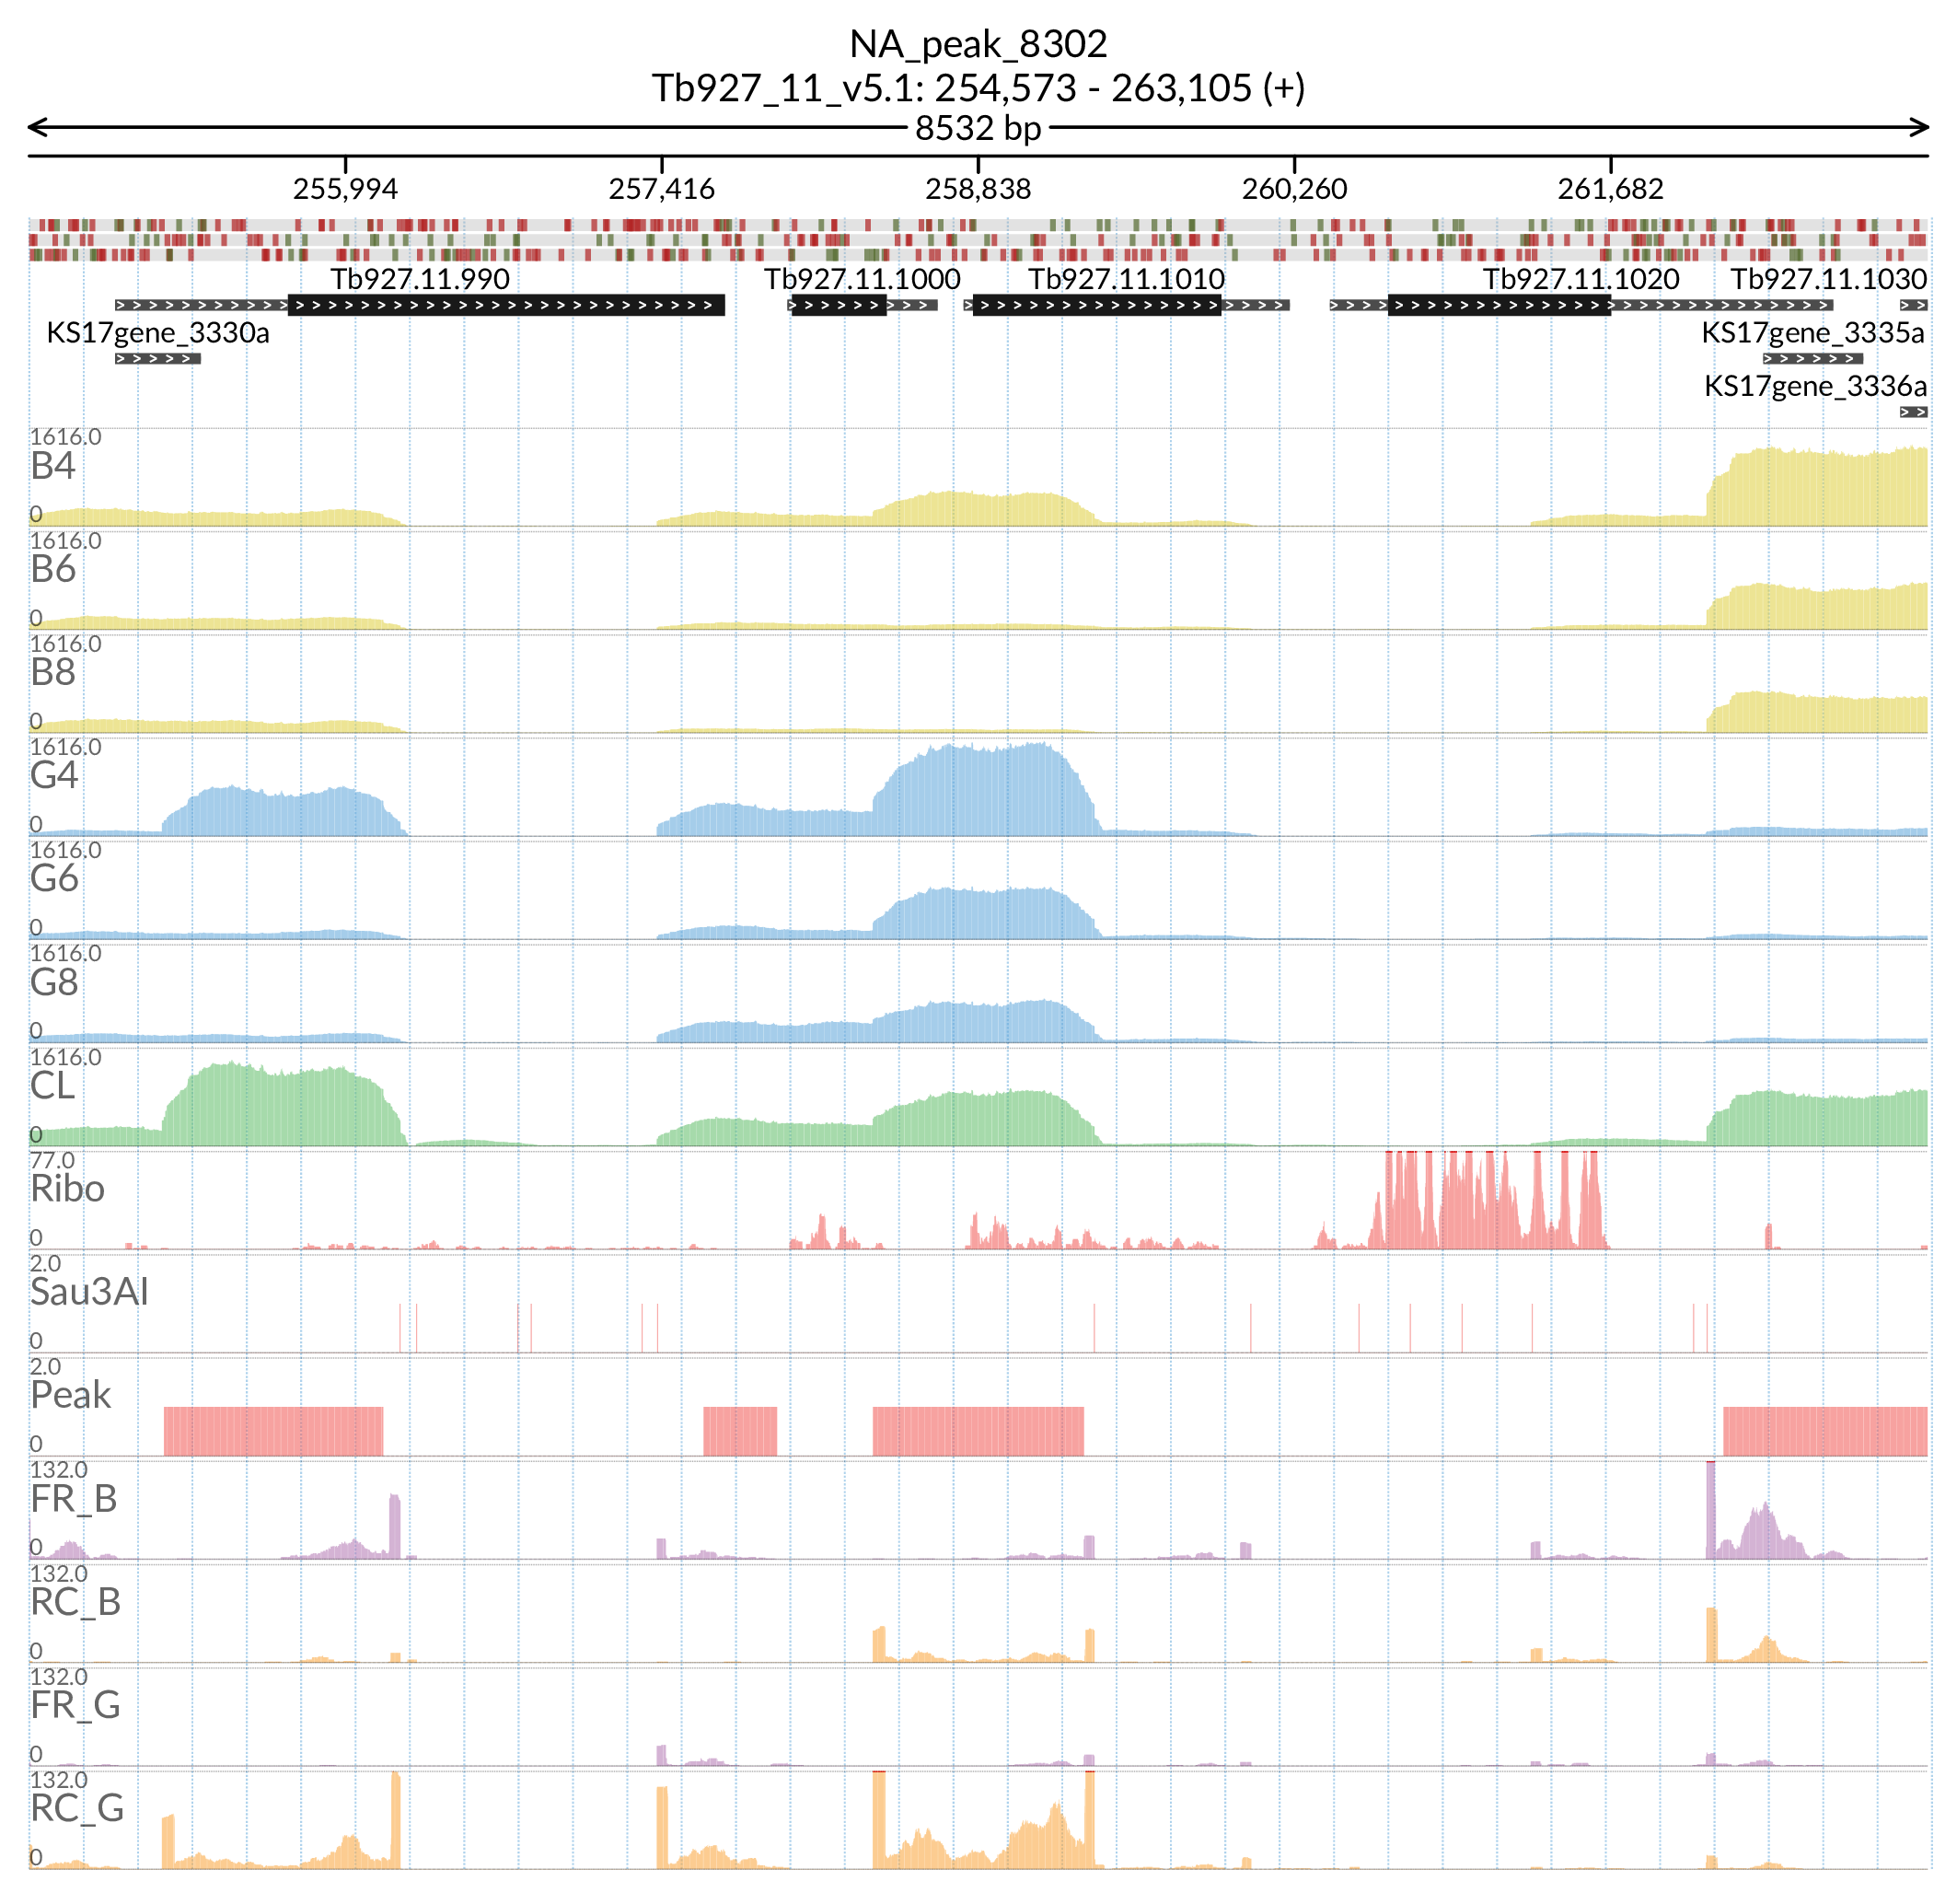 NA_peak_8302
Tb927_11_v5.1: 254,573 - 263,105 (+)
8532 bp
255,994 257,416 258,838 260,260 261,682
Tb927.11.990 Tb927.11.1000 Tb927.11.1010 Tb927.11.1020 Tb927.11.1030
KS17gene_3330a KS17gene_3335a
KS17gene_3336a
1616.0
B4
0
1616.0
B6
0
1616.0
B8
0
1616.0
G4
0
1616.0
G6
0
1616.0
G8
0
1616.0
CL
0
77.0
Ribo
0
2.0
Sau3AI
0
2.0
Peak
0
132.0
FR_B
0
132.0
RC_B
0
132.0
FR_G
0
132.0
RC_G
0